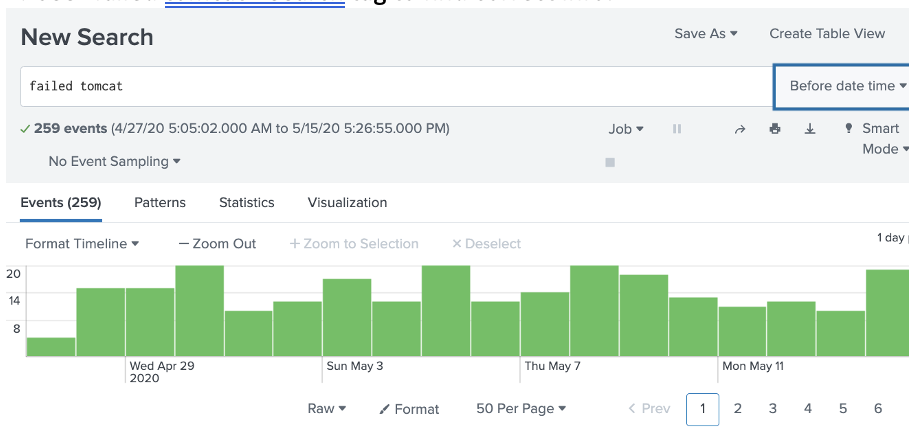 New Search
Save As
Create Table View
failed tomcat
Before date time
259 events (4/27/20 5:05:02.000 AM to 5/15/20 5:26:55.000 PM)
Job
Smart
Mode
No Event Sampling
Events (259)
Patterns
Statistics
Visualization
Format Timeline
— Zoom Out
+ Zoom to Selection
× Deselect
1 day
20
14
8
Wed Apr 29
2020
Sun May 3
Thu May 7
Mon May 11
Raw
Format
50 Per Page
< Prev
1
2
3
4
5
6